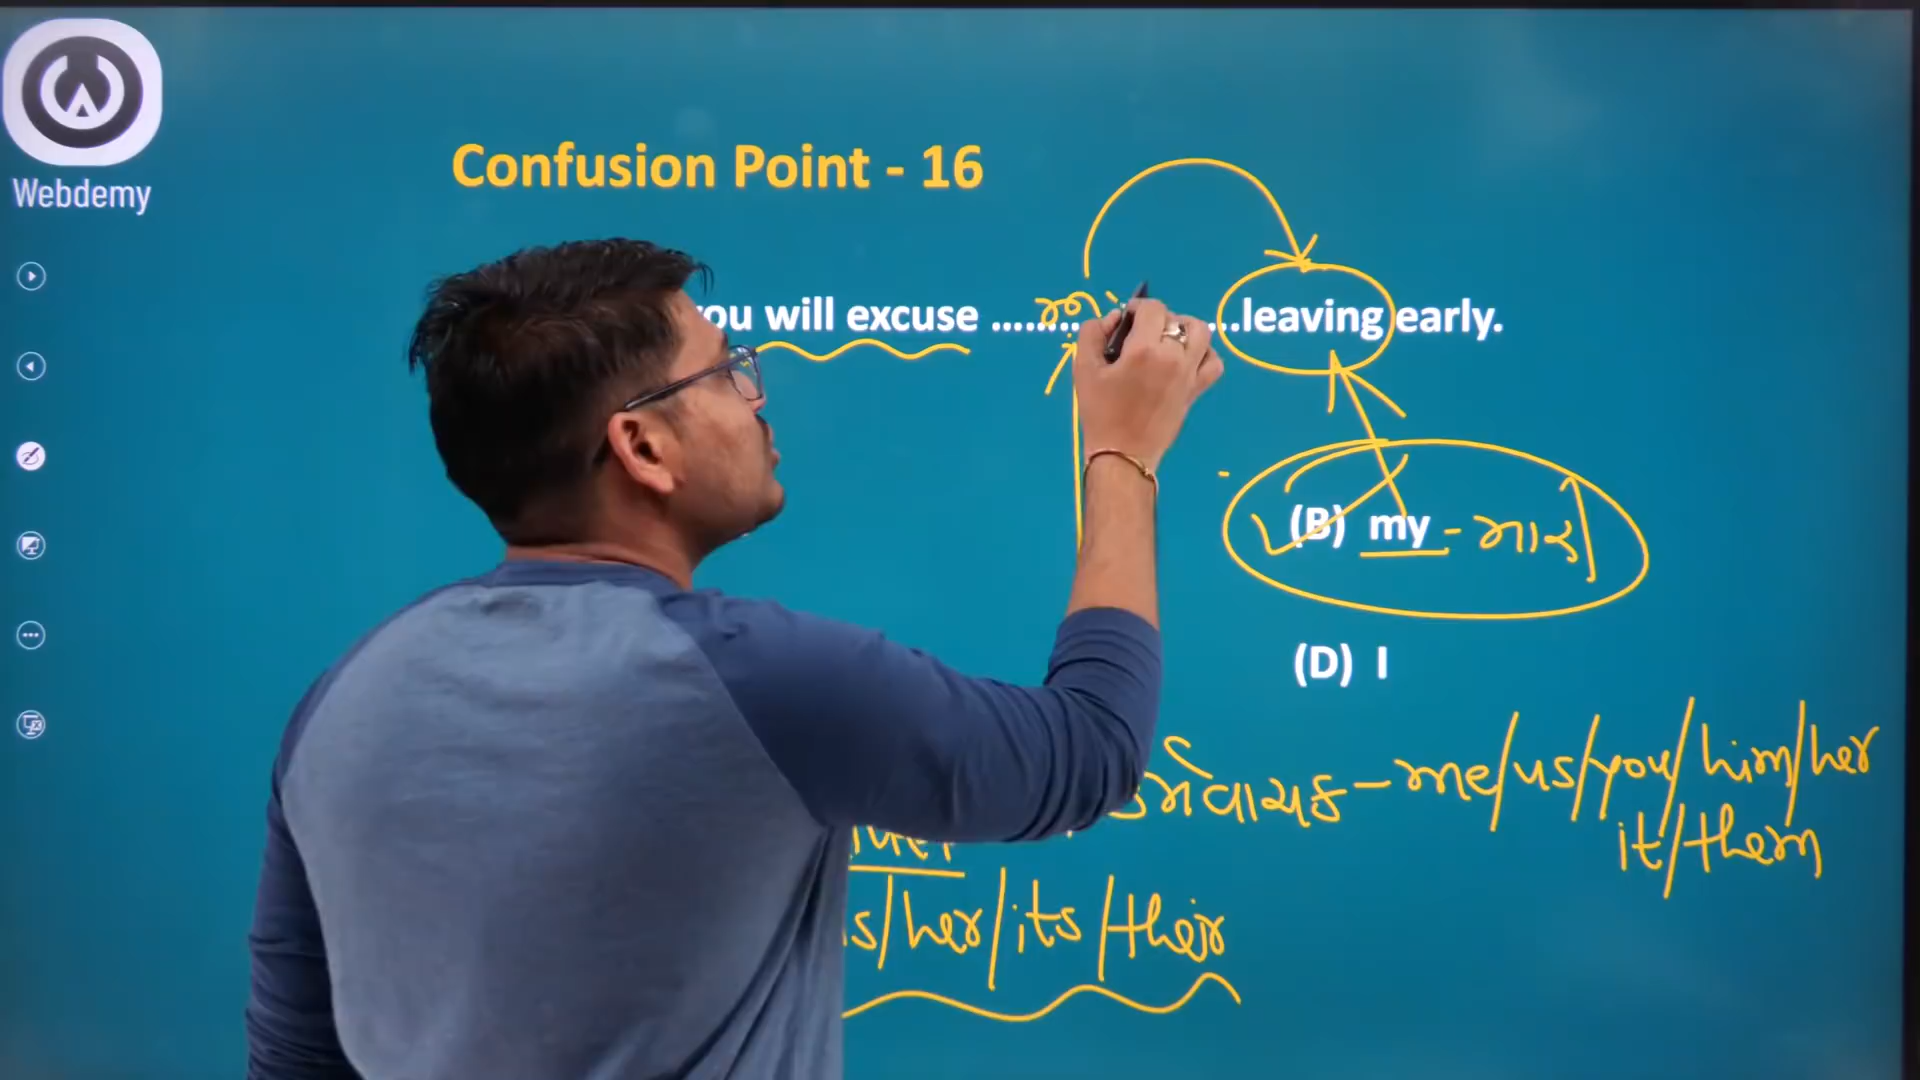 Webdemy
Confusion Point - 16
you will excuse .................leaving early.
(B) my - મારું
(D) I
કર્મવાચક - me/us/you/him/her
it/them
/her/its/their